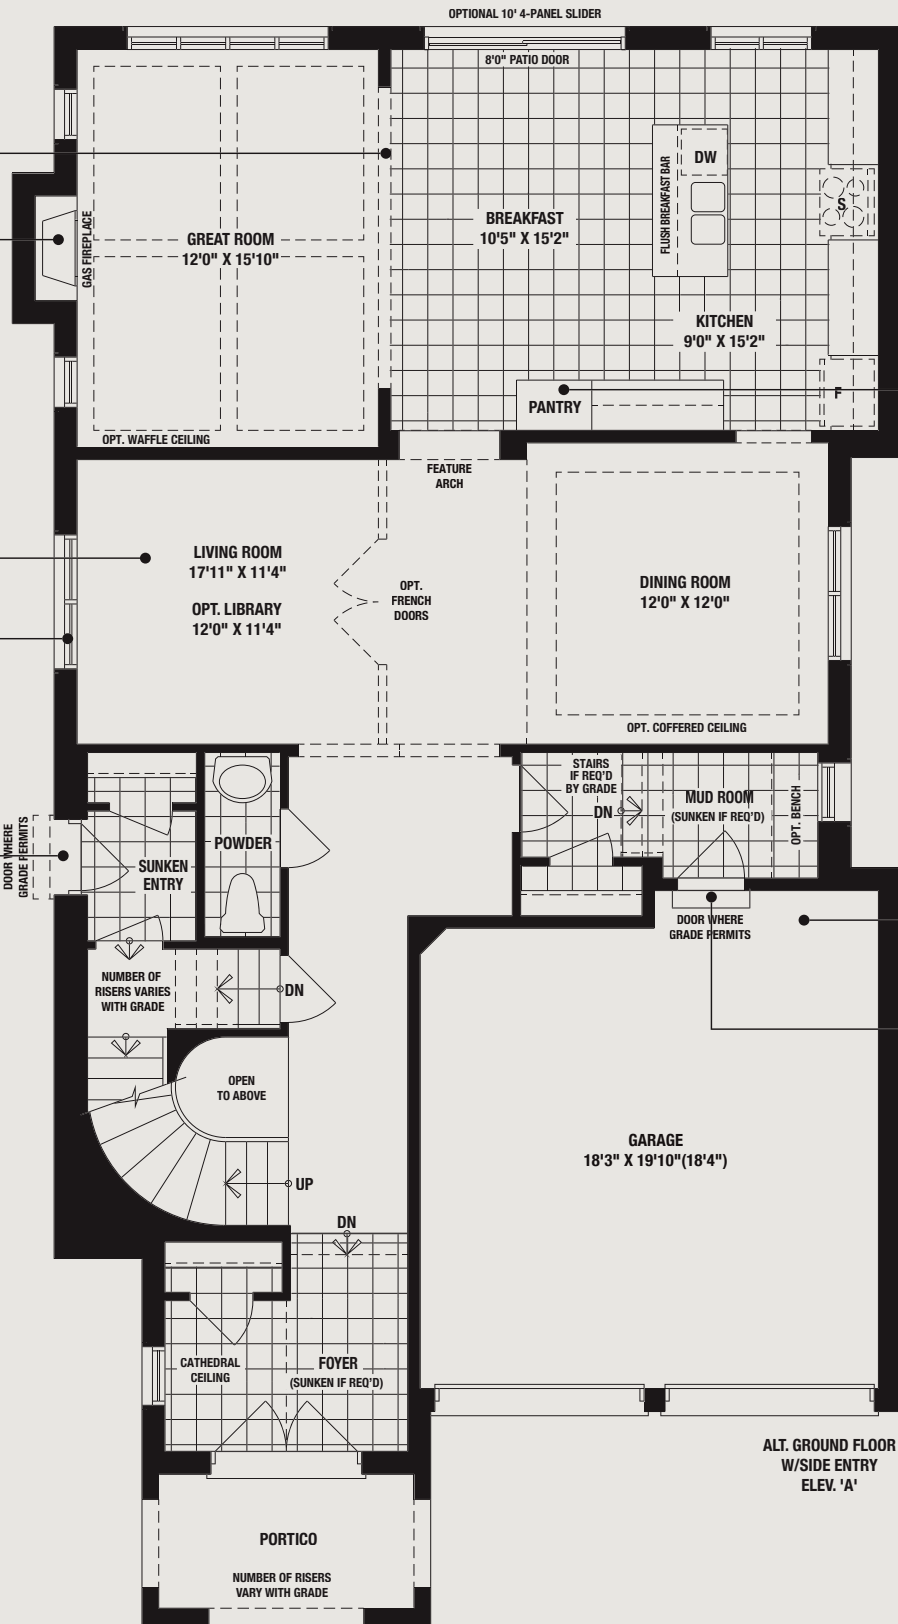 OPTIONAL 10' 4-PANEL SLIDER
8'0" PATIO DOOR
DW
FLUSH BREAKFAST BAR
S
BREAKFAST
10'5" X 15'2"
GREAT ROOM
12'0" X 15'10"
GAS FIREPLACE
KITCHEN
9'0" X 15'2"
F
PANTRY
OPT. WAFFLE CEILING
FEATURE
ARCH
LIVING ROOM
17'11" X 11'4"
OPT. LIBRARY
12'0" X 11'4"
OPT.
FRENCH
DOORS
DINING ROOM
12'0" X 12'0"
OPT. COFFERED CEILING
STAIRS
IF REQ'D
BY GRADE
DN
MUD ROOM
(SUNKEN IF REQ'D)
OPT. BENCH
POWDER
DOOR WHERE
GRADE PERMITS
SUNKEN
ENTRY
DOOR WHERE
GRADE PERMITS
NUMBER OF
RISERS VARIES
WITH GRADE
DN
OPEN
TO ABOVE
GARAGE
18'3" X 19'10"(18'4")
UP
DN
CATHEDRAL
CEILING
FOYER
(SUNKEN IF REQ'D)
ALT. GROUND FLOOR
W/SIDE ENTRY
ELEV. 'A'
PORTICO
NUMBER OF RISERS
VARY WITH GRADE